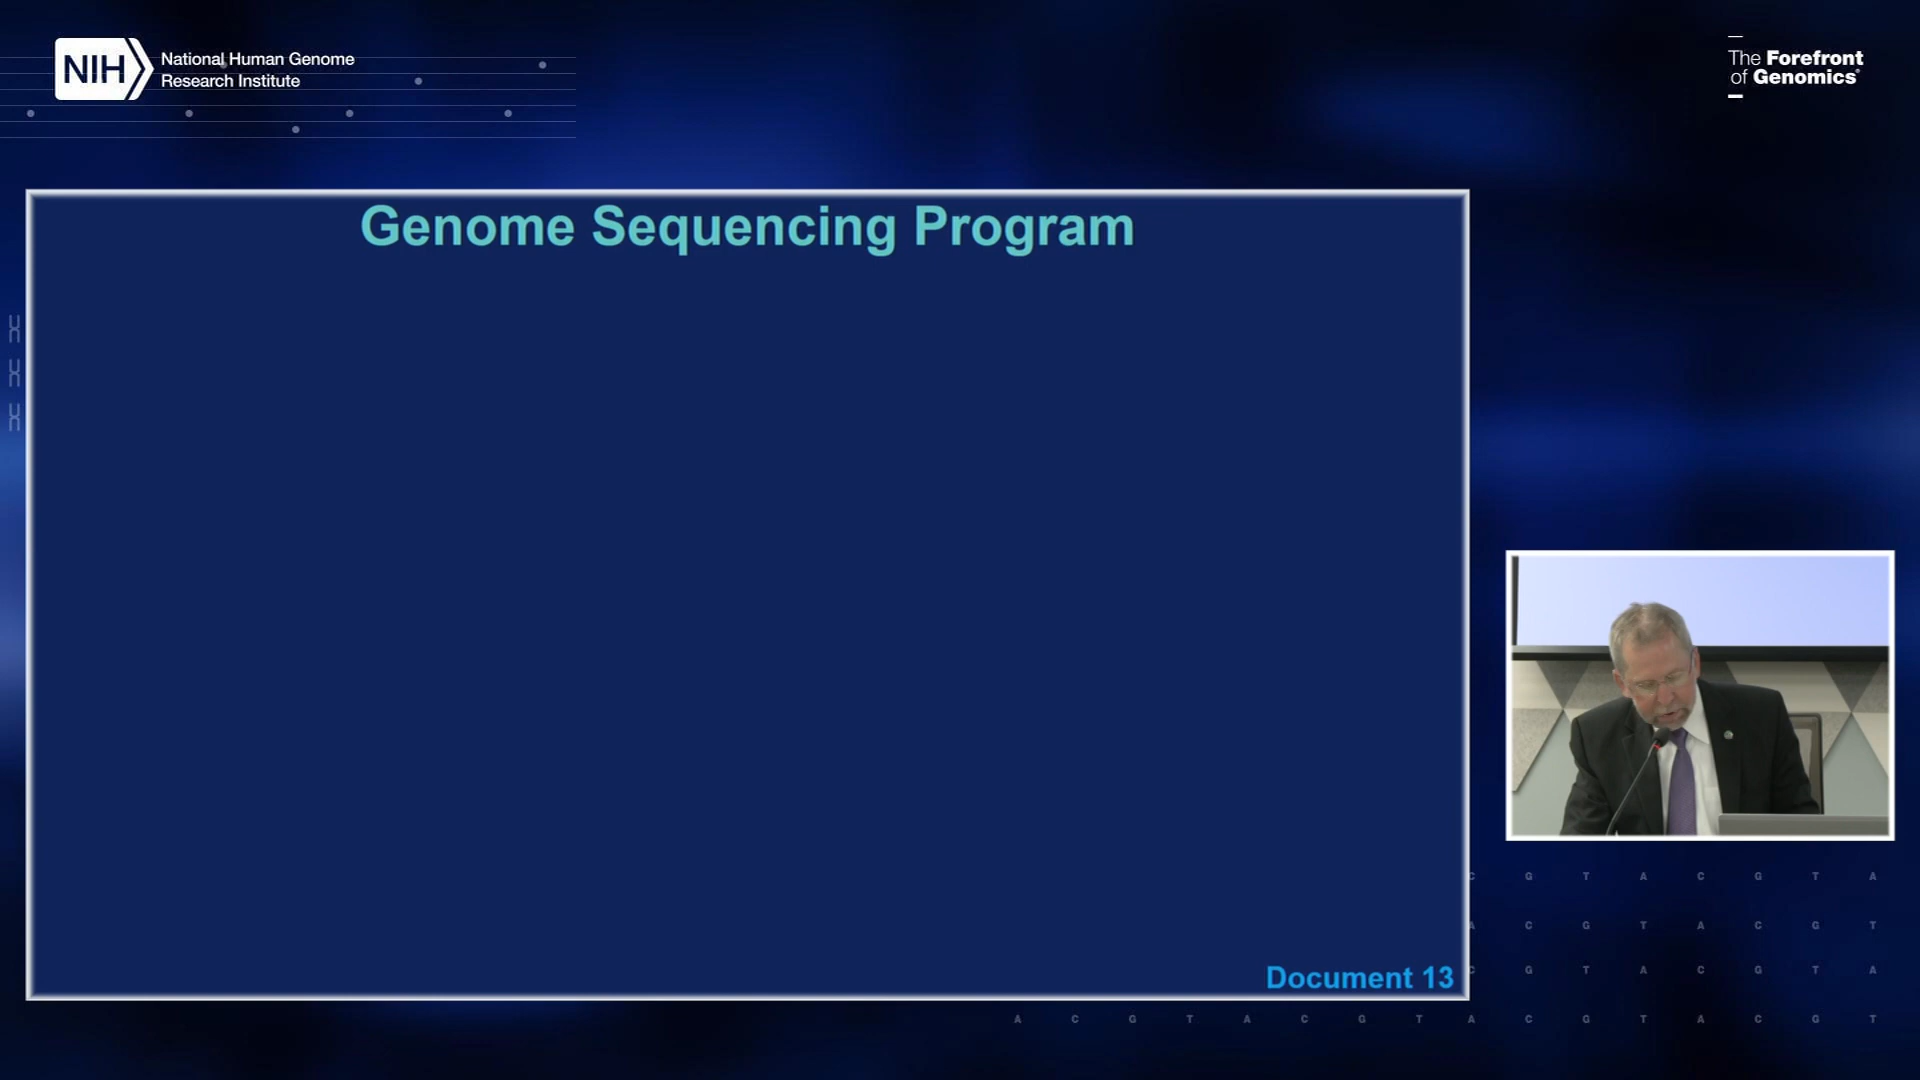 NIH National Human Genome
Research Institute
The Forefront
of Genomics®
Genome Sequencing Program
Document 13
C G T A C G T A
A C G T A C G T
C G T A C G T A
A C G T A C G T A C G T A C G T